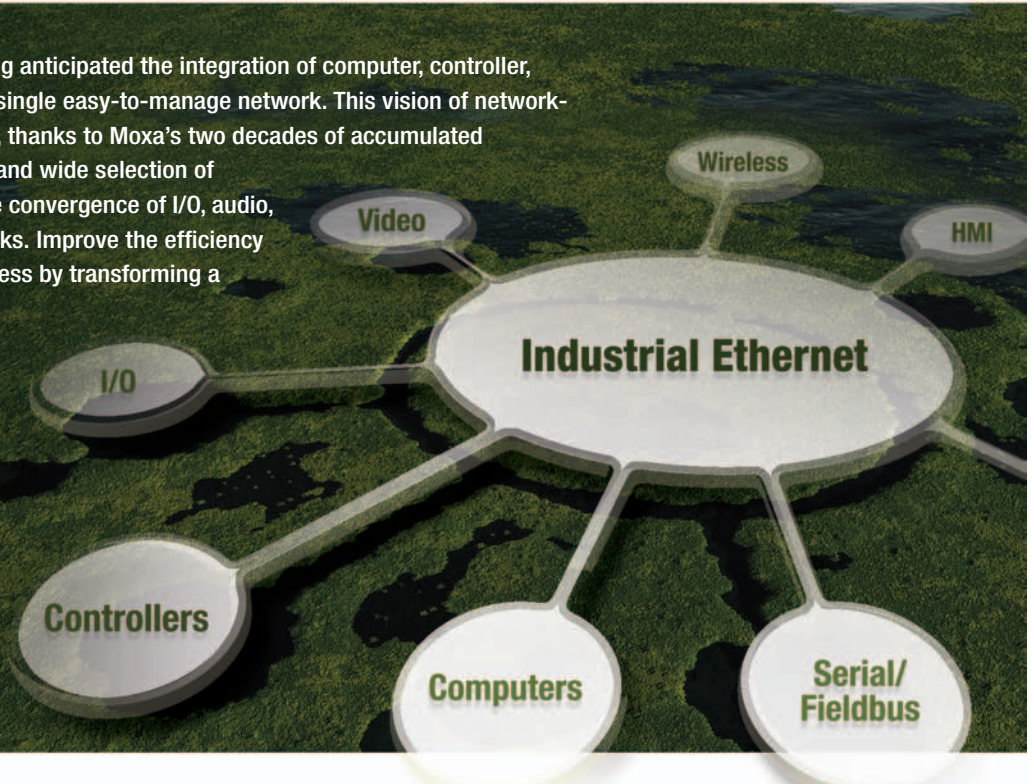 g anticipated the integration of computer, controller,
single easy-to-manage network. This vision of network-
, thanks to Moxa's two decades of accumulated
and wide selection of
e convergence of I/O, audio,
ks. Improve the efficiency
ess by transforming a
Wireless
Video
HMI
Industrial Ethernet
I/O
Controllers
Computers
Serial/
Fieldbus